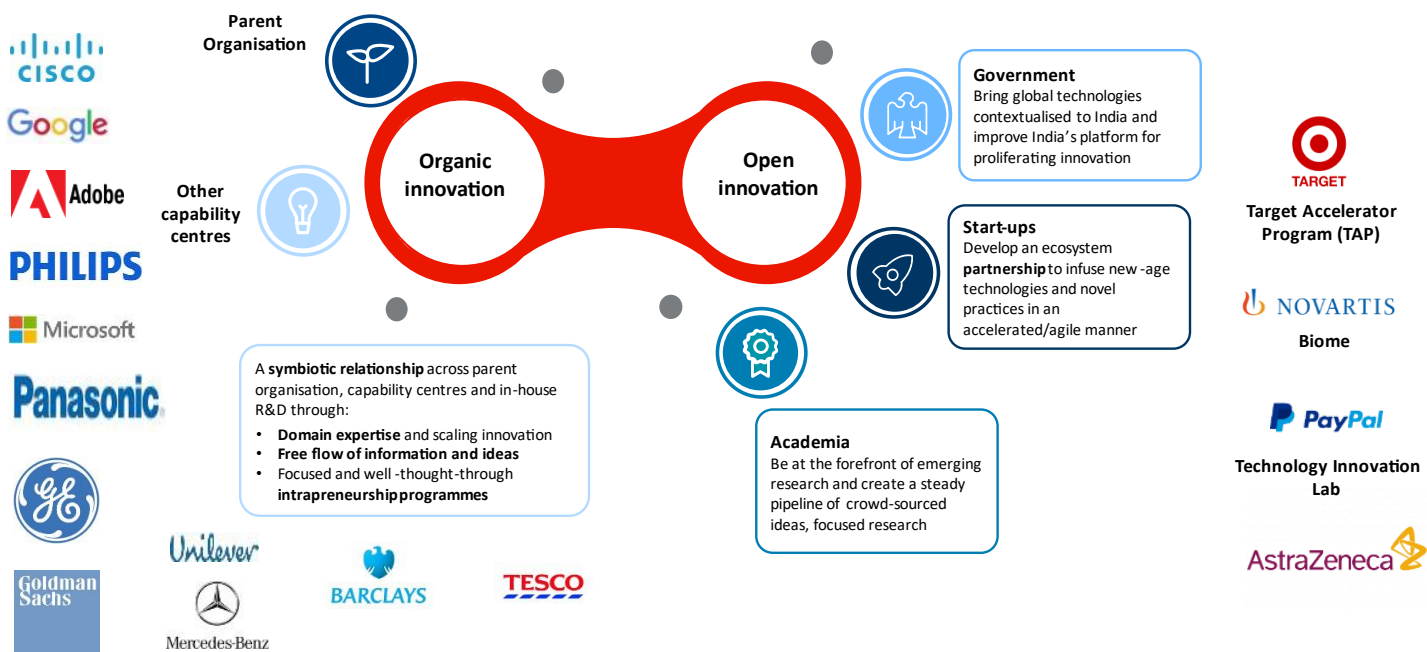 Parent
Organisation
CISCO
Google
Adobe
PHILIPS
Microsoft
Panasonic
GE
Goldman
Sachs
Other
capability
centres
Organic
innovation
Open
innovation
Government
Bring global technologies
contextualised to India and
improve India's platform for
proliferating innovation
Start-ups
Develop an ecosystem
partnership to infuse new -age
technologies and novel
practices in an
accelerated/agile manner
A symbiotic relationship across parent
organisation, capability centres and in-house
R&D through:
• Domain expertise and scaling innovation
• Free flow of information and ideas
• Focused and well -thought-through
intrapreneurship programmes
Academia
Be at the forefront of emerging
research and create a steady
pipeline of crowd-sourced
ideas, focused research
Unilever
Mercedes-Benz
BARCLAYS
TESCO
TARGET
Target Accelerator
Program (TAP)
NOVARTIS
Biome
PayPal
Technology Innovation
Lab
AstraZeneca